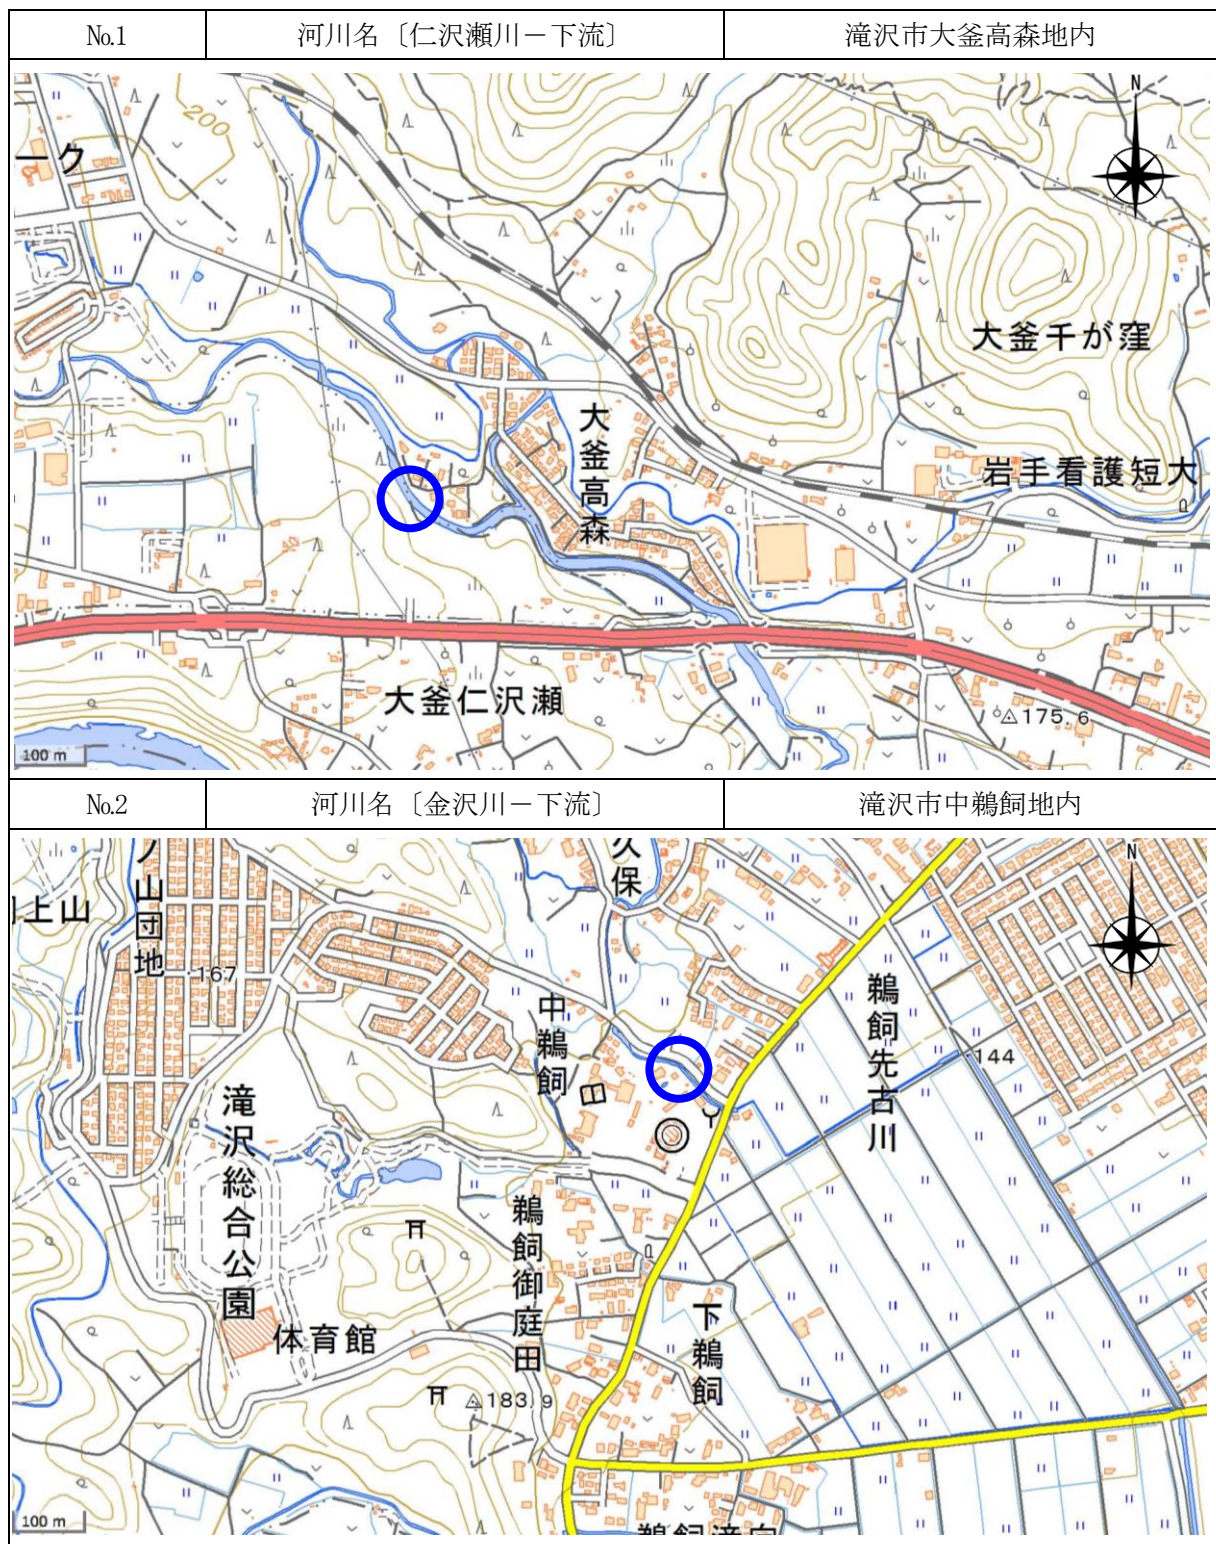 №1
河川名〔仁沢瀬川－下流〕
滝沢市大釜高森地内
200
ーク
N
大釜千が窪
大釜高森
岩手看護短大
大釜仁沢瀬
175.6
100 m
№2
河川名〔金沢川－下流〕
滝沢市中鵜飼地内
ノ山団地
上山
久保
N
167
中鵜飼
鵜飼先古川
144
滝沢総合公園
鵜飼御庭田
体育館
下鵜飼
183.9
100 m